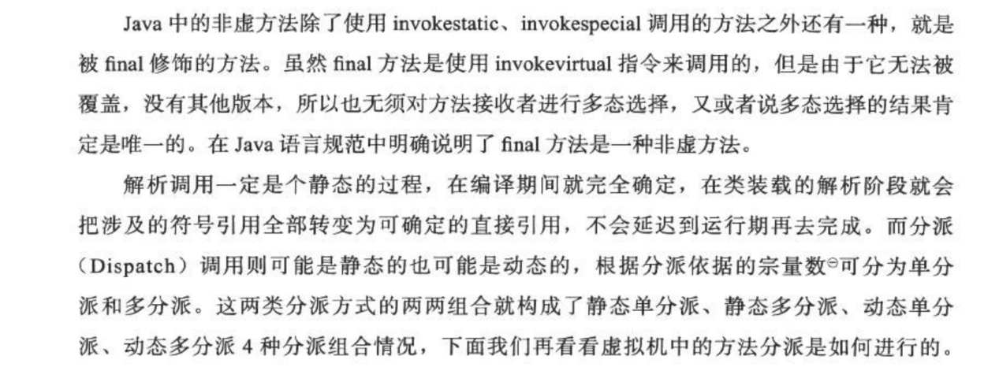 Java 中的非虚方法除了使用 invokestatic、invokespecial 调用的方法之外还有一种，就是
被 final 修饰的方法。虽然 final 方法是使用 invokevirtual 指令来调用的，但是由于它无法被
覆盖，没有其他版本，所以也无须对方法接收者进行多态选择，又或者说多态选择的结果肯
定是唯一的。在 Java 语言规范中明确说明了 final 方法是一种非虚方法。
解析调用一定是个静态的过程，在编译期间就完全确定，在类装载的解析阶段就会
把涉及的符号引用全部转变为可确定的直接引用，不会延迟到运行期再去完成。而分派
（Dispatch）调用则可能是静态的也可能是动态的，根据分派依据的宗量数㊀可分为单分
派和多分派。这两类分派方式的两两组合就构成了静态单分派、静态多分派、动态单分
派、动态多分派 4 种分派组合情况，下面我们再看看虚拟机中的方法分派是如何进行的。